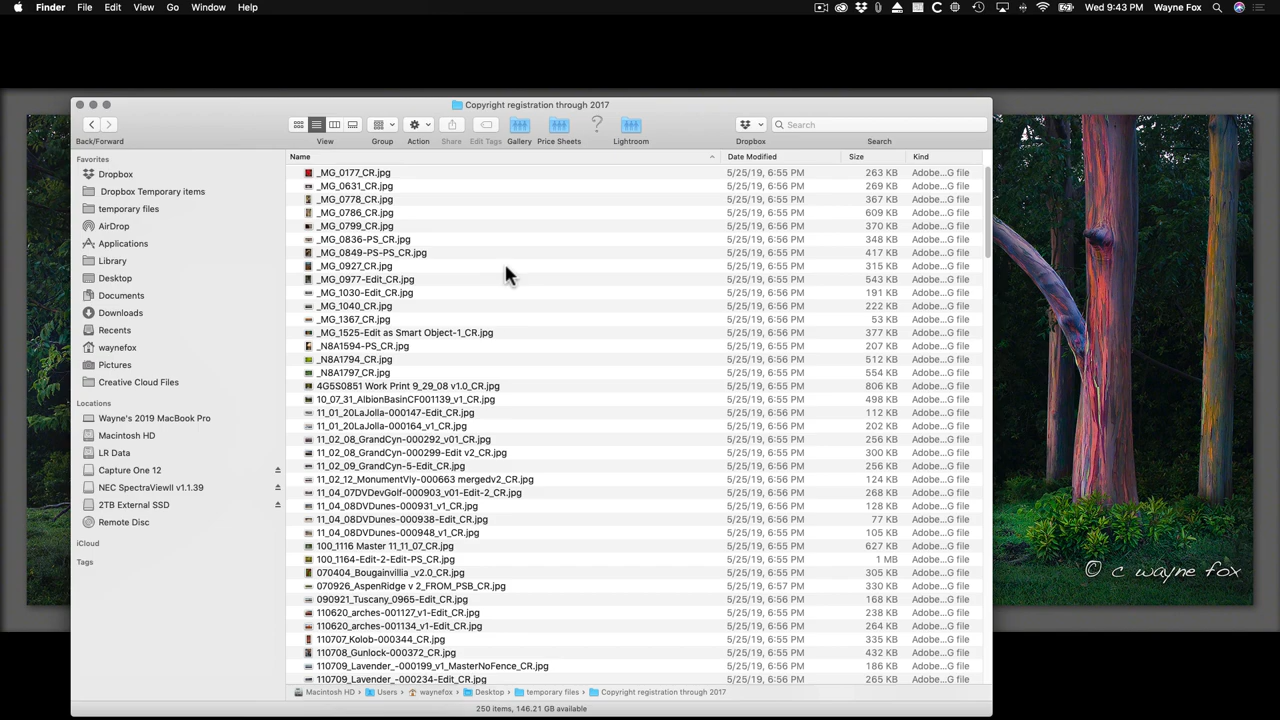 Finder File Edit View Go Window Help Wed 9:43 PM Wayne Fox
Copyright registration through 2017
Search
Back/Forward View Group Action Share Edit Tags Gallery Price Sheets Lightroom Dropbox Search
Favorites
Dropbox
Dropbox Temporary items
temporary files
AirDrop
Applications
Library
Desktop
Documents
Downloads
Recents
waynefox
Pictures
Creative Cloud Files
Locations
Wayne's 2019 MacBook Pro
Macintosh HD
LR Data
Capture One 12
NEC SpectraViewII v1.1.39
2TB External SSD
Remote Disc
iCloud
Tags
Name Date Modified Size Kind
_MG_0177_CR.jpg 5/25/19, 6:55 PM 263 KB Adobe...G file
_MG_0631_CR.jpg 5/25/19, 6:55 PM 269 KB Adobe...G file
_MG_0778_CR.jpg 5/25/19, 6:55 PM 367 KB Adobe...G file
_MG_0786_CR.jpg 5/25/19, 6:55 PM 609 KB Adobe...G file
_MG_0799_CR.jpg 5/25/19, 6:55 PM 370 KB Adobe...G file
_MG_0836-PS_CR.jpg 5/25/19, 6:55 PM 348 KB Adobe...G file
_MG_0849-PS-PS_CR.jpg 5/25/19, 6:55 PM 417 KB Adobe...G file
_MG_0927_CR.jpg 5/25/19, 6:55 PM 315 KB Adobe...G file
_MG_0977-Edit_CR.jpg 5/25/19, 6:55 PM 543 KB Adobe...G file
_MG_1030-Edit_CR.jpg 5/25/19, 6:56 PM 191 KB Adobe...G file
_MG_1040_CR.jpg 5/25/19, 6:56 PM 222 KB Adobe...G file
_MG_1367_CR.jpg 5/25/19, 6:56 PM 53 KB Adobe...G file
_MG_1525-Edit as Smart Object-1_CR.jpg 5/25/19, 6:56 PM 377 KB Adobe...G file
_N8A1594-PS_CR.jpg 5/25/19, 6:56 PM 207 KB Adobe...G file
_N8A1794_CR.jpg 5/25/19, 6:56 PM 512 KB Adobe...G file
_N8A1797_CR.jpg 5/25/19, 6:56 PM 554 KB Adobe...G file
4G5S0851 Work Print 9_29_08 v1.0_CR.jpg 5/25/19, 6:55 PM 806 KB Adobe...G file
10_07_31_AlbionBasinCF001139_v1_CR.jpg 5/25/19, 6:56 PM 498 KB Adobe...G file
11_01_20LaJolla-000147-Edit_CR.jpg 5/25/19, 6:56 PM 112 KB Adobe...G file
11_01_20LaJolla-000164_v1_CR.jpg 5/25/19, 6:55 PM 202 KB Adobe...G file
11_02_08_GrandCyn-000292_v01_CR.jpg 5/25/19, 6:55 PM 256 KB Adobe...G file
11_02_08_GrandCyn-000299-Edit v2_CR.jpg 5/25/19, 6:55 PM 300 KB Adobe...G file
11_02_09_GrandCyn-5-Edit_CR.jpg 5/25/19, 6:55 PM 256 KB Adobe...G file
11_02_12_MonumentVly-000663 mergedv2_CR.jpg 5/25/19, 6:55 PM 124 KB Adobe...G file
11_04_07DVDevGolf-000903_v01-Edit-2_CR.jpg 5/25/19, 6:55 PM 268 KB Adobe...G file
11_04_08DVDunes-000931_v1_CR.jpg 5/25/19, 6:55 PM 128 KB Adobe...G file
11_04_08DVDunes-000938-Edit_CR.jpg 5/25/19, 6:55 PM 77 KB Adobe...G file
11_04_08DVDunes-000948_v1_CR.jpg 5/25/19, 6:55 PM 105 KB Adobe...G file
100_1116 Master 11_11_07_CR.jpg 5/25/19, 6:55 PM 627 KB Adobe...G file
100_1164-Edit-2-Edit-PS_CR.jpg 5/25/19, 6:55 PM 1 MB Adobe...G file
070404_Bougainvillia _v2.0_CR.jpg 5/25/19, 6:55 PM 305 KB Adobe...G file
070926_AspenRidge v 2_FROM_PSB_CR.jpg 5/25/19, 6:57 PM 330 KB Adobe...G file
090921_Tuscany_0965-Edit_CR.jpg 5/25/19, 6:56 PM 168 KB Adobe...G file
110620_arches-001127_v1-Edit_CR.jpg 5/25/19, 6:55 PM 238 KB Adobe...G file
110620_arches-001134_v1-Edit_CR.jpg 5/25/19, 6:55 PM 264 KB Adobe...G file
110707_Kolob-000344_CR.jpg 5/25/19, 6:55 PM 335 KB Adobe...G file
110708_Gunlock-000372_CR.jpg 5/25/19, 6:55 PM 432 KB Adobe...G file
110709_Lavender_-000199_v1_MasterNoFence_CR.jpg 5/25/19, 6:55 PM 186 KB Adobe...G file
110709_Lavender_-000234-Edit_CR.jpg 5/25/19, 6:55 PM 265 KB Adobe...G file
Macintosh HD Users waynefox Desktop temporary files Copyright registration through 2017
250 items, 146.21 GB available
© c wayne fox